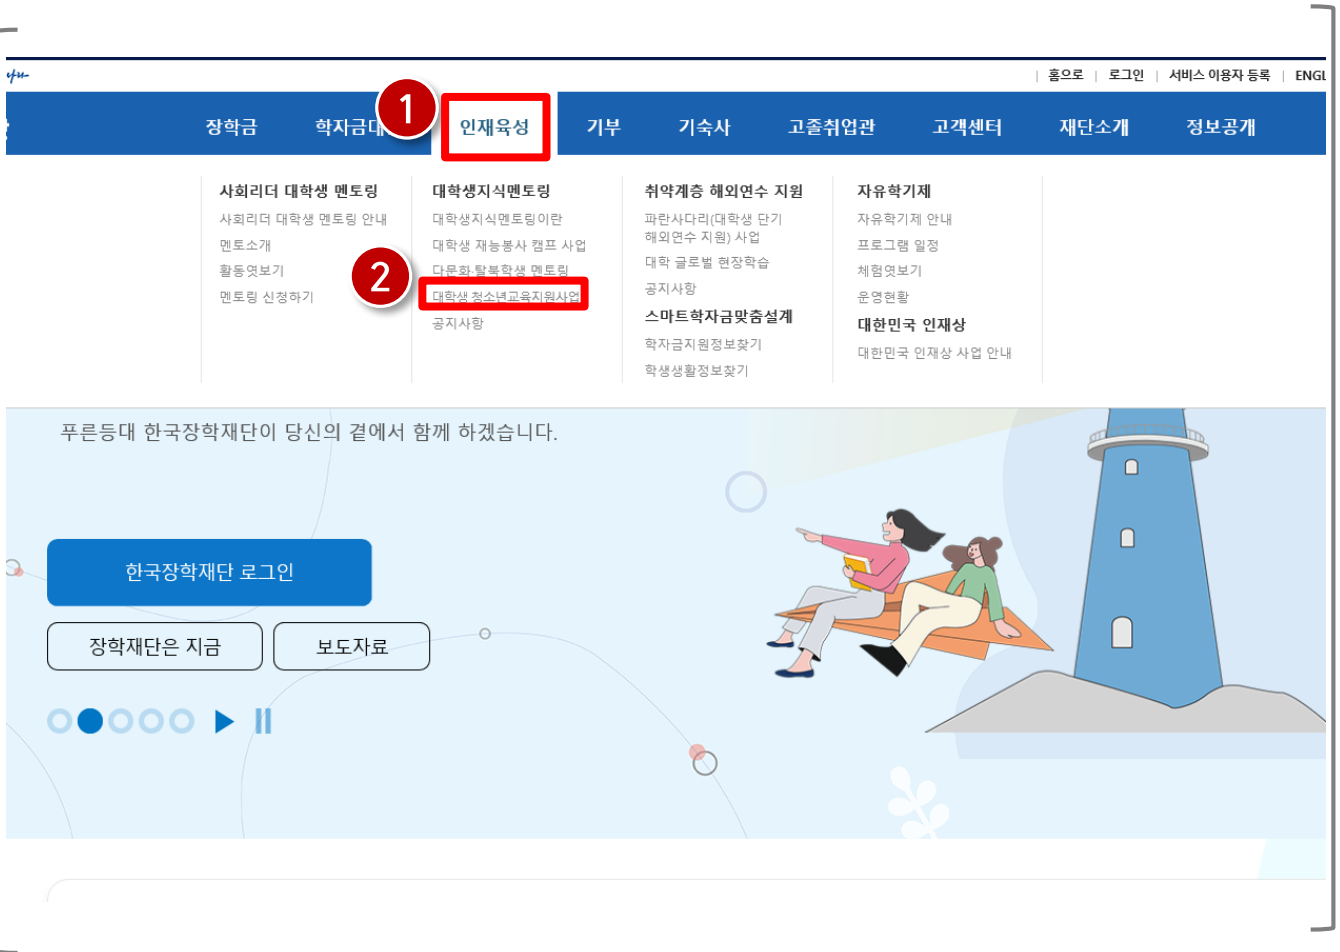 홈으로 | 로그인 | 서비스 이용자 등록 | ENGL
장학금 학자금대 1 인재육성 기부 기숙사 고졸취업관 고객센터 재단소개 정보공개
사회리더 대학생 멘토링
사회리더 대학생 멘토링 안내
멘토소개
활동엿보기
멘토링 신청하기
대학생지식멘토링
대학생지식멘토링이란
대학생 재능봉사 캠프 사업
다문화·탈북학생 멘토링
2
대학생 청소년교육지원사업
공지사항
취약계층 해외연수 지원
파란사다리(대학생 단기
해외연수 지원) 사업
대학 글로벌 현장학습
공지사항
스마트학자금맞춤설계
학자금지원정보찾기
학생생활정보찾기
자유학기제
자유학기제 안내
프로그램 일정
체험엿보기
운영현황
대한민국 인재상
대한민국 인재상 사업 안내
푸른등대 한국장학재단이 당신의 곁에서 함께 하겠습니다.
한국장학재단 로그인
장학재단은 지금
보도자료